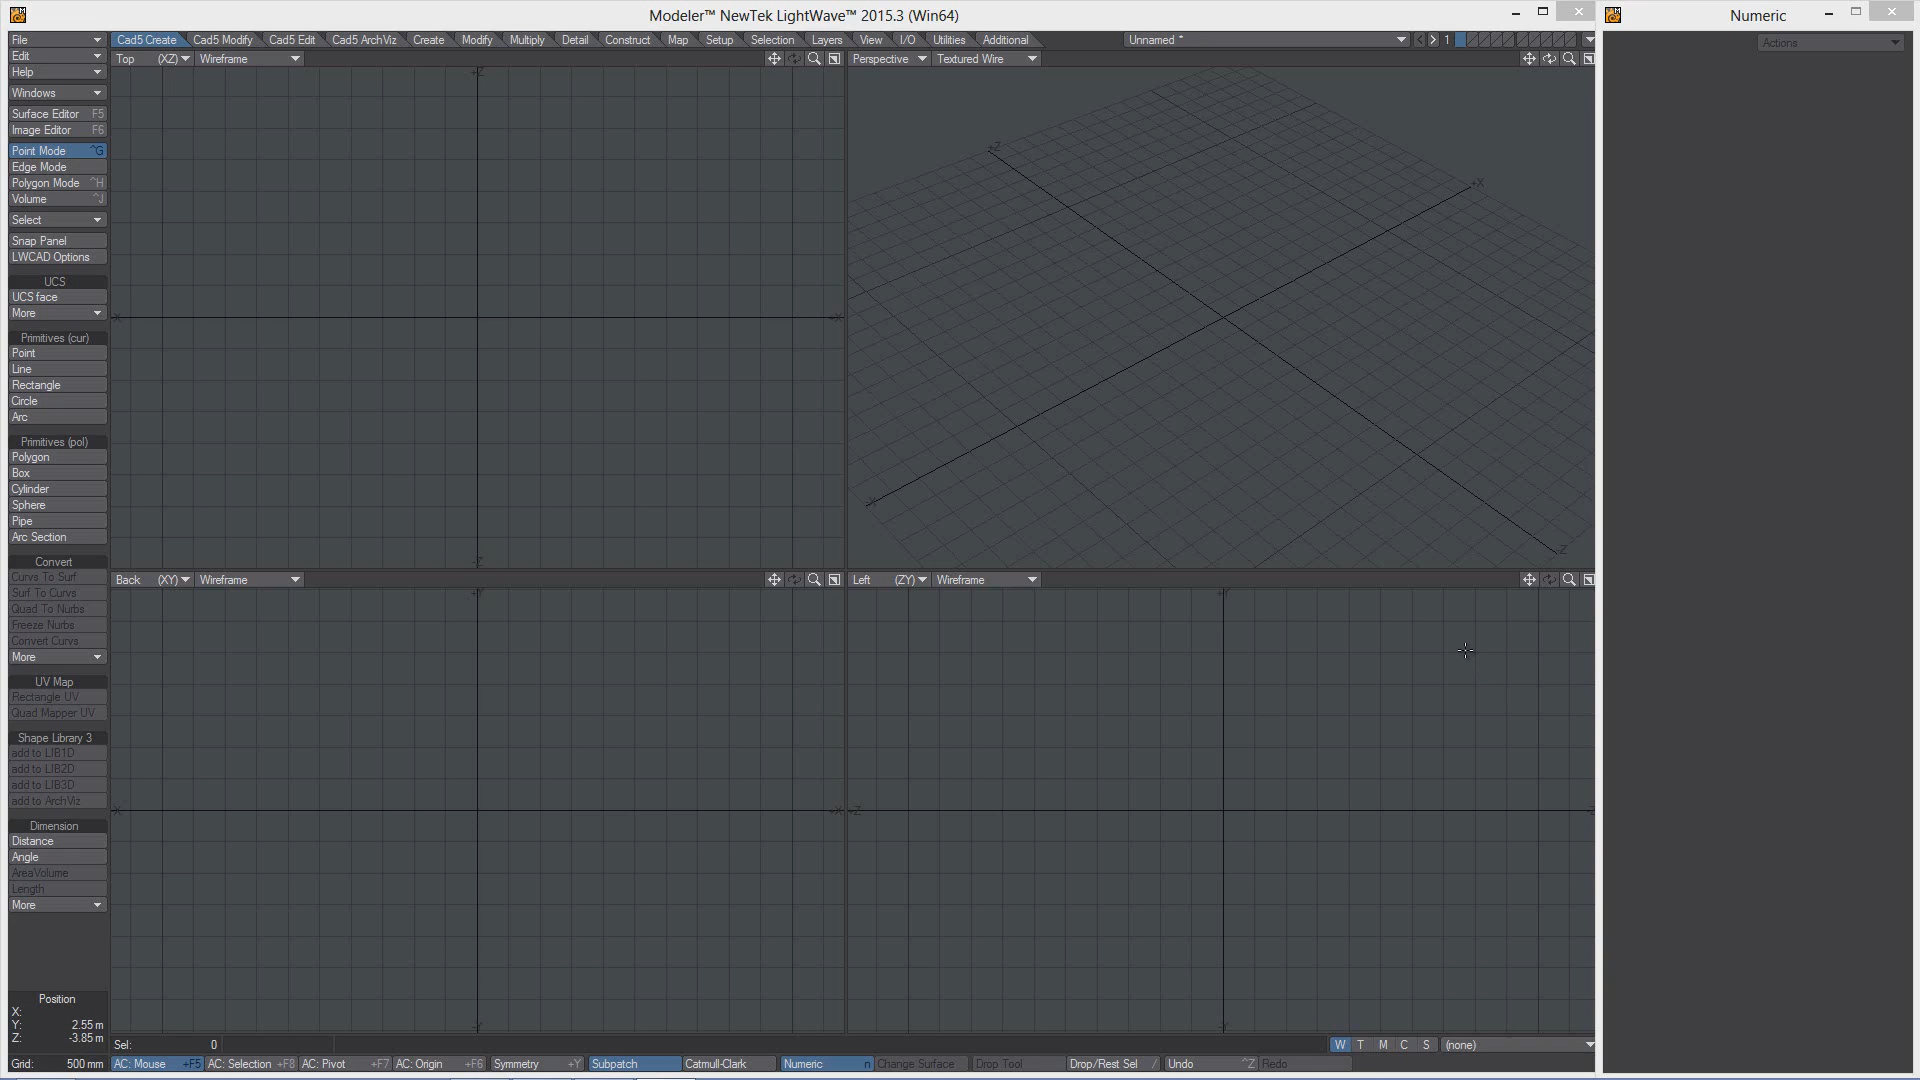 Modeler™ NewTek LightWave™ 2015.3 (Win64)
Numeric
File
Edit
Help
Windows
Surface Editor F5
Image Editor F6
Point Mode ^G
Edge Mode
Polygon Mode ^H
Volume ^J
Select
Snap Panel
LWCAD Options
UCS
UCS face
More
Primitives (cur)
Point
Line
Rectangle
Circle
Arc
Primitives (pol)
Polygon
Box
Cylinder
Sphere
Pipe
Arc Section
Convert
Curvs To Surf
Surf To Curvs
Quad To Nurbs
Freeze Nurbs
Convert Curvs
More
UV Map
Rectangle UV
Quad Mapper UV
Shape Library 3
add to LIB1D
add to LIB2D
add to LIB3D
add to ArchViz
Dimension
Distance
Angle
AreaVolume
Length
More
Position
X:
Y: 2.55 m
Z: -3.85 m
Grid: 500 mm
Cad5 Create Cad5 Modify Cad5 Edit Cad5 ArchViz Create Modify Multiply Detail Construct Map Setup Selection Layers View I/O Utilities Additional Unnamed * 1
Actions
Top (XZ) Wireframe
Perspective Textured Wire
+Z
-X +X
-Z
+Z
+X
-X
-Z
Back (XY) Wireframe
Left (ZY) Wireframe
+Y
-X +X
-Y
+Y
+Z -Z
-Y
Sel: 0
W T M C S (none)
AC: Mouse +F5 AC: Selection +F8 AC: Pivot +F7 AC: Origin +F6 Symmetry +Y Subpatch Catmull-Clark Numeric n Change Surface Drop Tool Drop/Rest Sel / Undo ^Z Redo